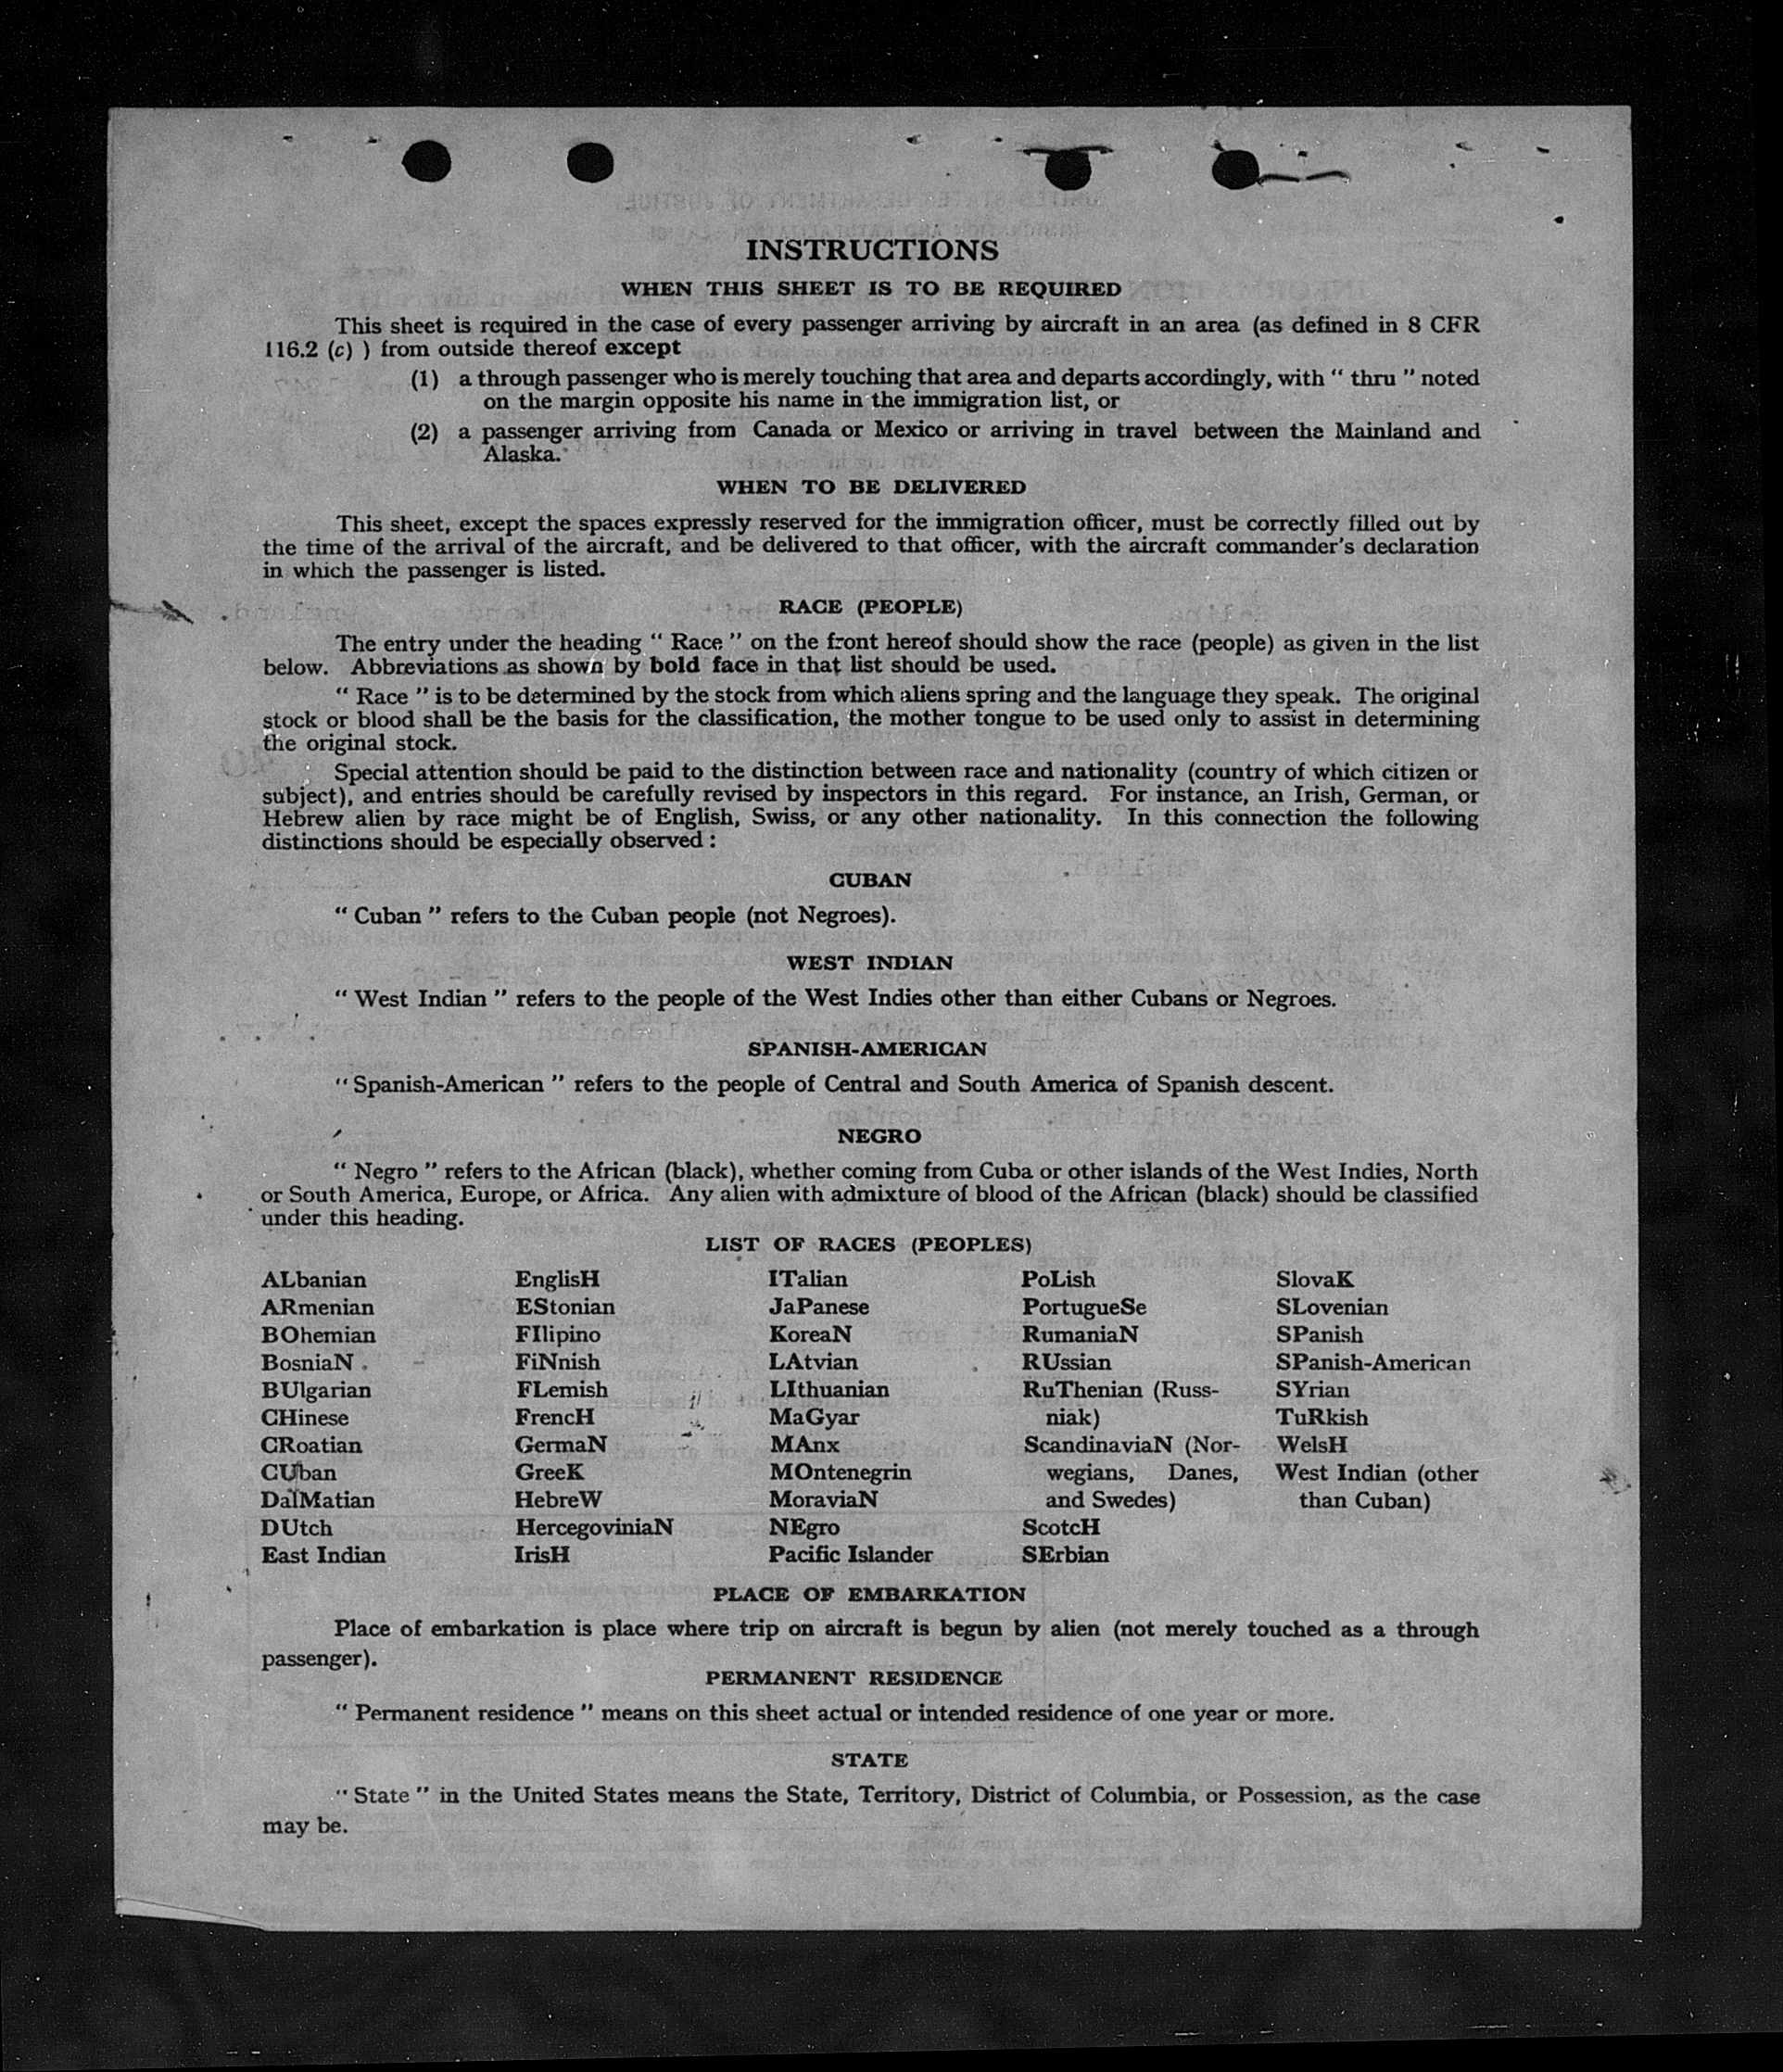 INSTRUCTIONS
WHEN THIS SHEET IS TO BE REQUIRED
This sheet is required in the case of every passenger arriving by aircraft in an area (as defined in 8 CFR
116.2 (c) ) from outside thereof except
(1) a through passenger who is merely touching that area and departs accordingly, with “ thru ” noted
on the margin opposite his name in the immigration list, or
(2) a passenger arriving from Canada or Mexico or arriving in travel between the Mainland and
Alaska.
WHEN TO BE DELIVERED
This sheet, except the spaces expressly reserved for the immigration officer, must be correctly filled out by
the time of the arrival of the aircraft, and be delivered to that officer, with the aircraft commander's declaration
in which the passenger is listed.
RACE (PEOPLE)
The entry under the heading “ Race ” on the front hereof should show the race (people) as given in the list
below. Abbreviations as shown by bold face in that list should be used.
“ Race ” is to be determined by the stock from which aliens spring and the language they speak. The original
stock or blood shall be the basis for the classification, the mother tongue to be used only to assist in determining
the original stock.
Special attention should be paid to the distinction between race and nationality (country of which citizen or
subject), and entries should be carefully revised by inspectors in this regard. For instance, an Irish, German, or
Hebrew alien by race might be of English, Swiss, or any other nationality. In this connection the following
distinctions should be especially observed :
CUBAN
“ Cuban ” refers to the Cuban people (not Negroes).
WEST INDIAN
“ West Indian ” refers to the people of the West Indies other than either Cubans or Negroes.
SPANISH-AMERICAN
“ Spanish-American ” refers to the people of Central and South America of Spanish descent.
NEGRO
“ Negro ” refers to the African (black), whether coming from Cuba or other islands of the West Indies, North
or South America, Europe, or Africa. Any alien with admixture of blood of the African (black) should be classified
under this heading.
LIST OF RACES (PEOPLES)
ALbanian
ARmenian
BOhemian
BosniaN
BUlgarian
CHinese
CRoatian
CUban
DalMatian
DUtch
East Indian
EnglisH
EStonian
FIlipino
FiNnish
FLemish
FrencH
GermaN
GreeK
HebreW
HercegoviniaN
IrisH
ITalian
JaPanese
KoreaN
LAtvian
LIthuanian
MaGyar
MAnx
MOntenegrin
MoraviaN
NEgro
Pacific Islander
PoLish
PortugueSe
RumaniaN
RUssian
RuThenian (Russ-
niak)
ScandinaviaN (Nor-
wegians, Danes,
and Swedes)
ScotcH
SErbian
SlovaK
SLovenian
SPanish
SPanish-American
SYrian
TuRkish
WelsH
West Indian (other
than Cuban)
PLACE OF EMBARKATION
Place of embarkation is place where trip on aircraft is begun by alien (not merely touched as a through
passenger).
PERMANENT RESIDENCE
“ Permanent residence ” means on this sheet actual or intended residence of one year or more.
STATE
“ State ” in the United States means the State, Territory, District of Columbia, or Possession, as the case
may be.